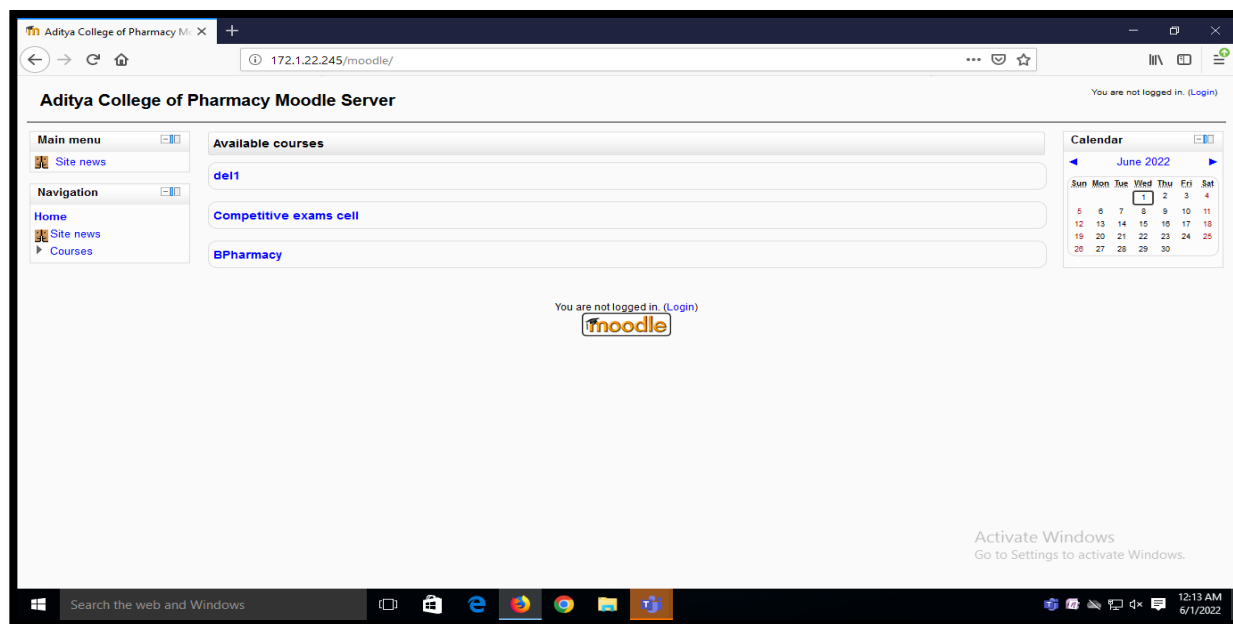 Aditya College of Pharmacy Mo
172.1.22.245/moodle/
Aditya College of Pharmacy Moodle Server
You are not logged in. (Login)
Main menu
Site news
Navigation
Home
Site news
Courses
Available courses
del1
Competitive exams cell
BPharmacy
Calendar
June 2022
Sun Mon Tue Wed Thu Fri Sat
1 2 3 4
5 6 7 8 9 10 11
12 13 14 15 16 17 18
19 20 21 22 23 24 25
26 27 28 29 30
You are not logged in. (Login)
moodle
Activate Windows
Go to Settings to activate Windows.
Search the web and Windows
12:13 AM
6/1/2022